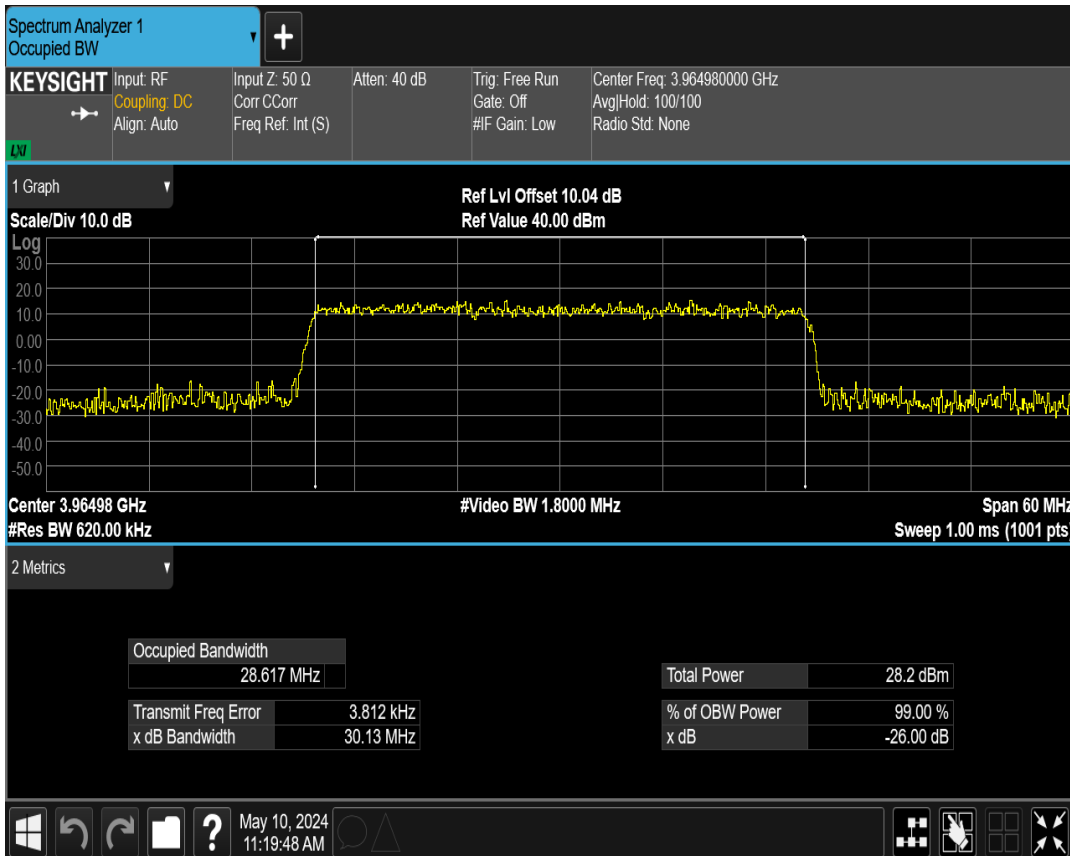 Spectrum Analyzer 1
Occupied BW
+
KEYSIGHT
LXI
Input: RF
Coupling: DC
Align: Auto
Input Z: 50 Ω
Corr CCorr
Freq Ref: Int (S)
Atten: 40 dB
Trig: Free Run
Gate: Off
#IF Gain: Low
Center Freq: 3.964980000 GHz
Avg|Hold: 100/100
Radio Std: None
1 Graph
Scale/Div 10.0 dB
Ref Lvl Offset 10.04 dB
Ref Value 40.00 dBm
Log
30.0
20.0
10.0
0.00
-10.0
-20.0
-30.0
-40.0
-50.0
Center 3.96498 GHz
#Video BW 1.8000 MHz
Span 60 MHz
#Res BW 620.00 kHz
Sweep 1.00 ms (1001 pts)
2 Metrics
Occupied Bandwidth
28.617 MHz
Total Power 28.2 dBm
Transmit Freq Error 3.812 kHz
% of OBW Power 99.00 %
x dB Bandwidth 30.13 MHz
x dB -26.00 dB
?
May 10, 2024
11:19:48 AM